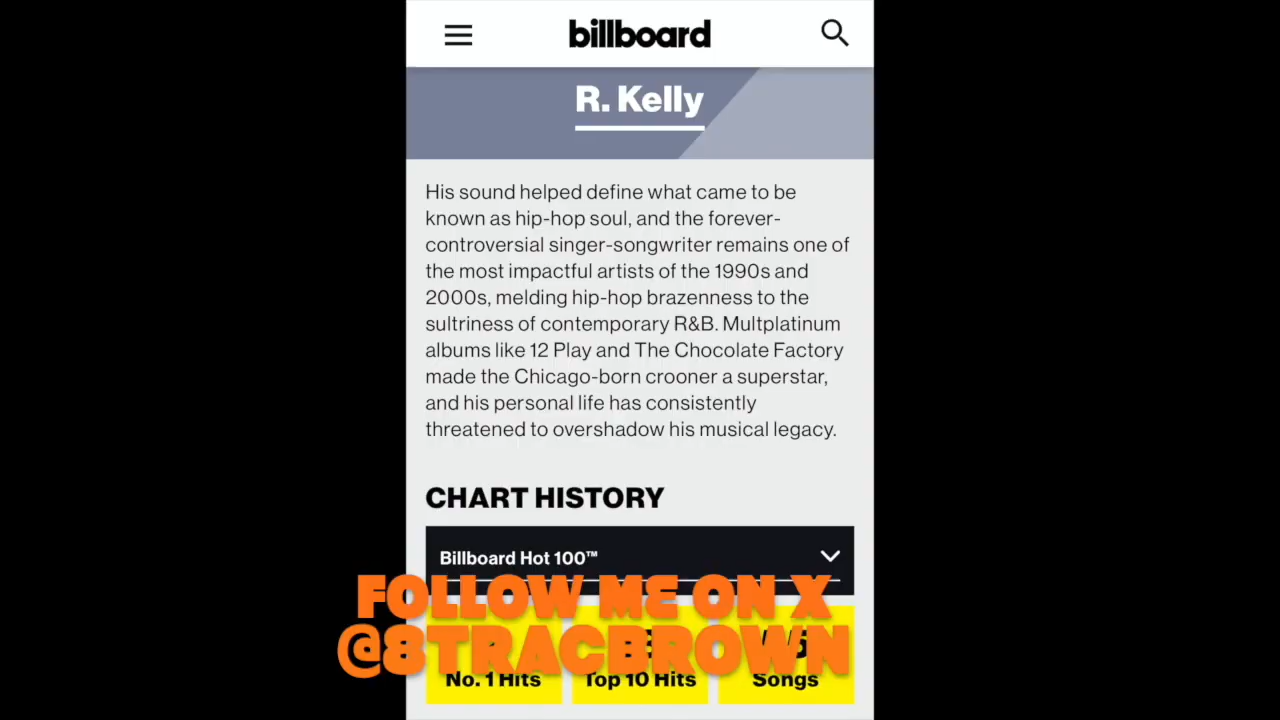 billboard
R. Kelly
His sound helped define what came to be
known as hip-hop soul, and the forever-
controversial singer-songwriter remains one of
the most impactful artists of the 1990s and
2000s, melding hip-hop brazenness to the
sultriness of contemporary R&B. Multplatinum
albums like 12 Play and The Chocolate Factory
made the Chicago-born crooner a superstar,
and his personal life has consistently
threatened to overshadow his musical legacy.
CHART HISTORY
Billboard Hot 100™
FOLLOW ME ON X
@8TRACBROWN
No. 1 Hits Top 10 Hits Songs